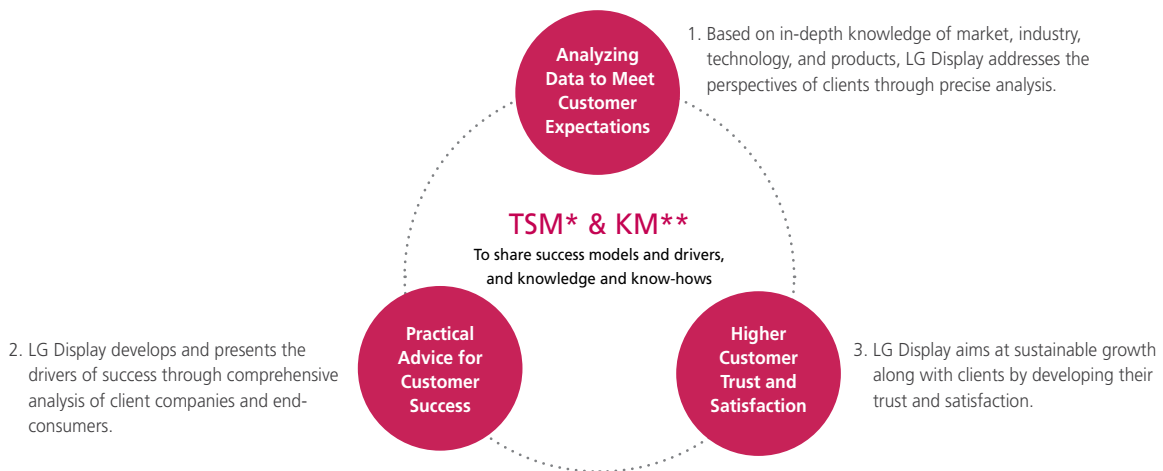 Analyzing
Data to Meet
Customer
Expectations
1. Based on in-depth knowledge of market, industry,
technology, and products, LG Display addresses the
perspectives of clients through precise analysis.
TSM* & KM**
To share success models and drivers,
and knowledge and know-hows
Practical
Advice for
Customer
Success
2. LG Display develops and presents the
drivers of success through comprehensive
analysis of client companies and end-
consumers.
Higher
Customer
Trust and
Satisfaction
3. LG Display aims at sustainable growth
along with clients by developing their
trust and satisfaction.